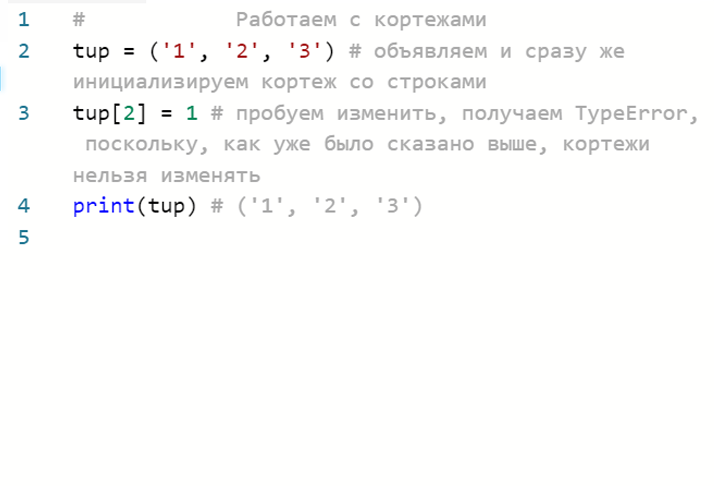 1 # Работаем с кортежами
2 tup = ('1', '2', '3') # объявляем и сразу же
инициализируем кортеж со строками
3 tup[2] = 1 # пробуем изменить, получаем TypeError,
поскольку, как уже было сказано выше, кортежи
нельзя изменять
4 print(tup) # ('1', '2', '3')
5